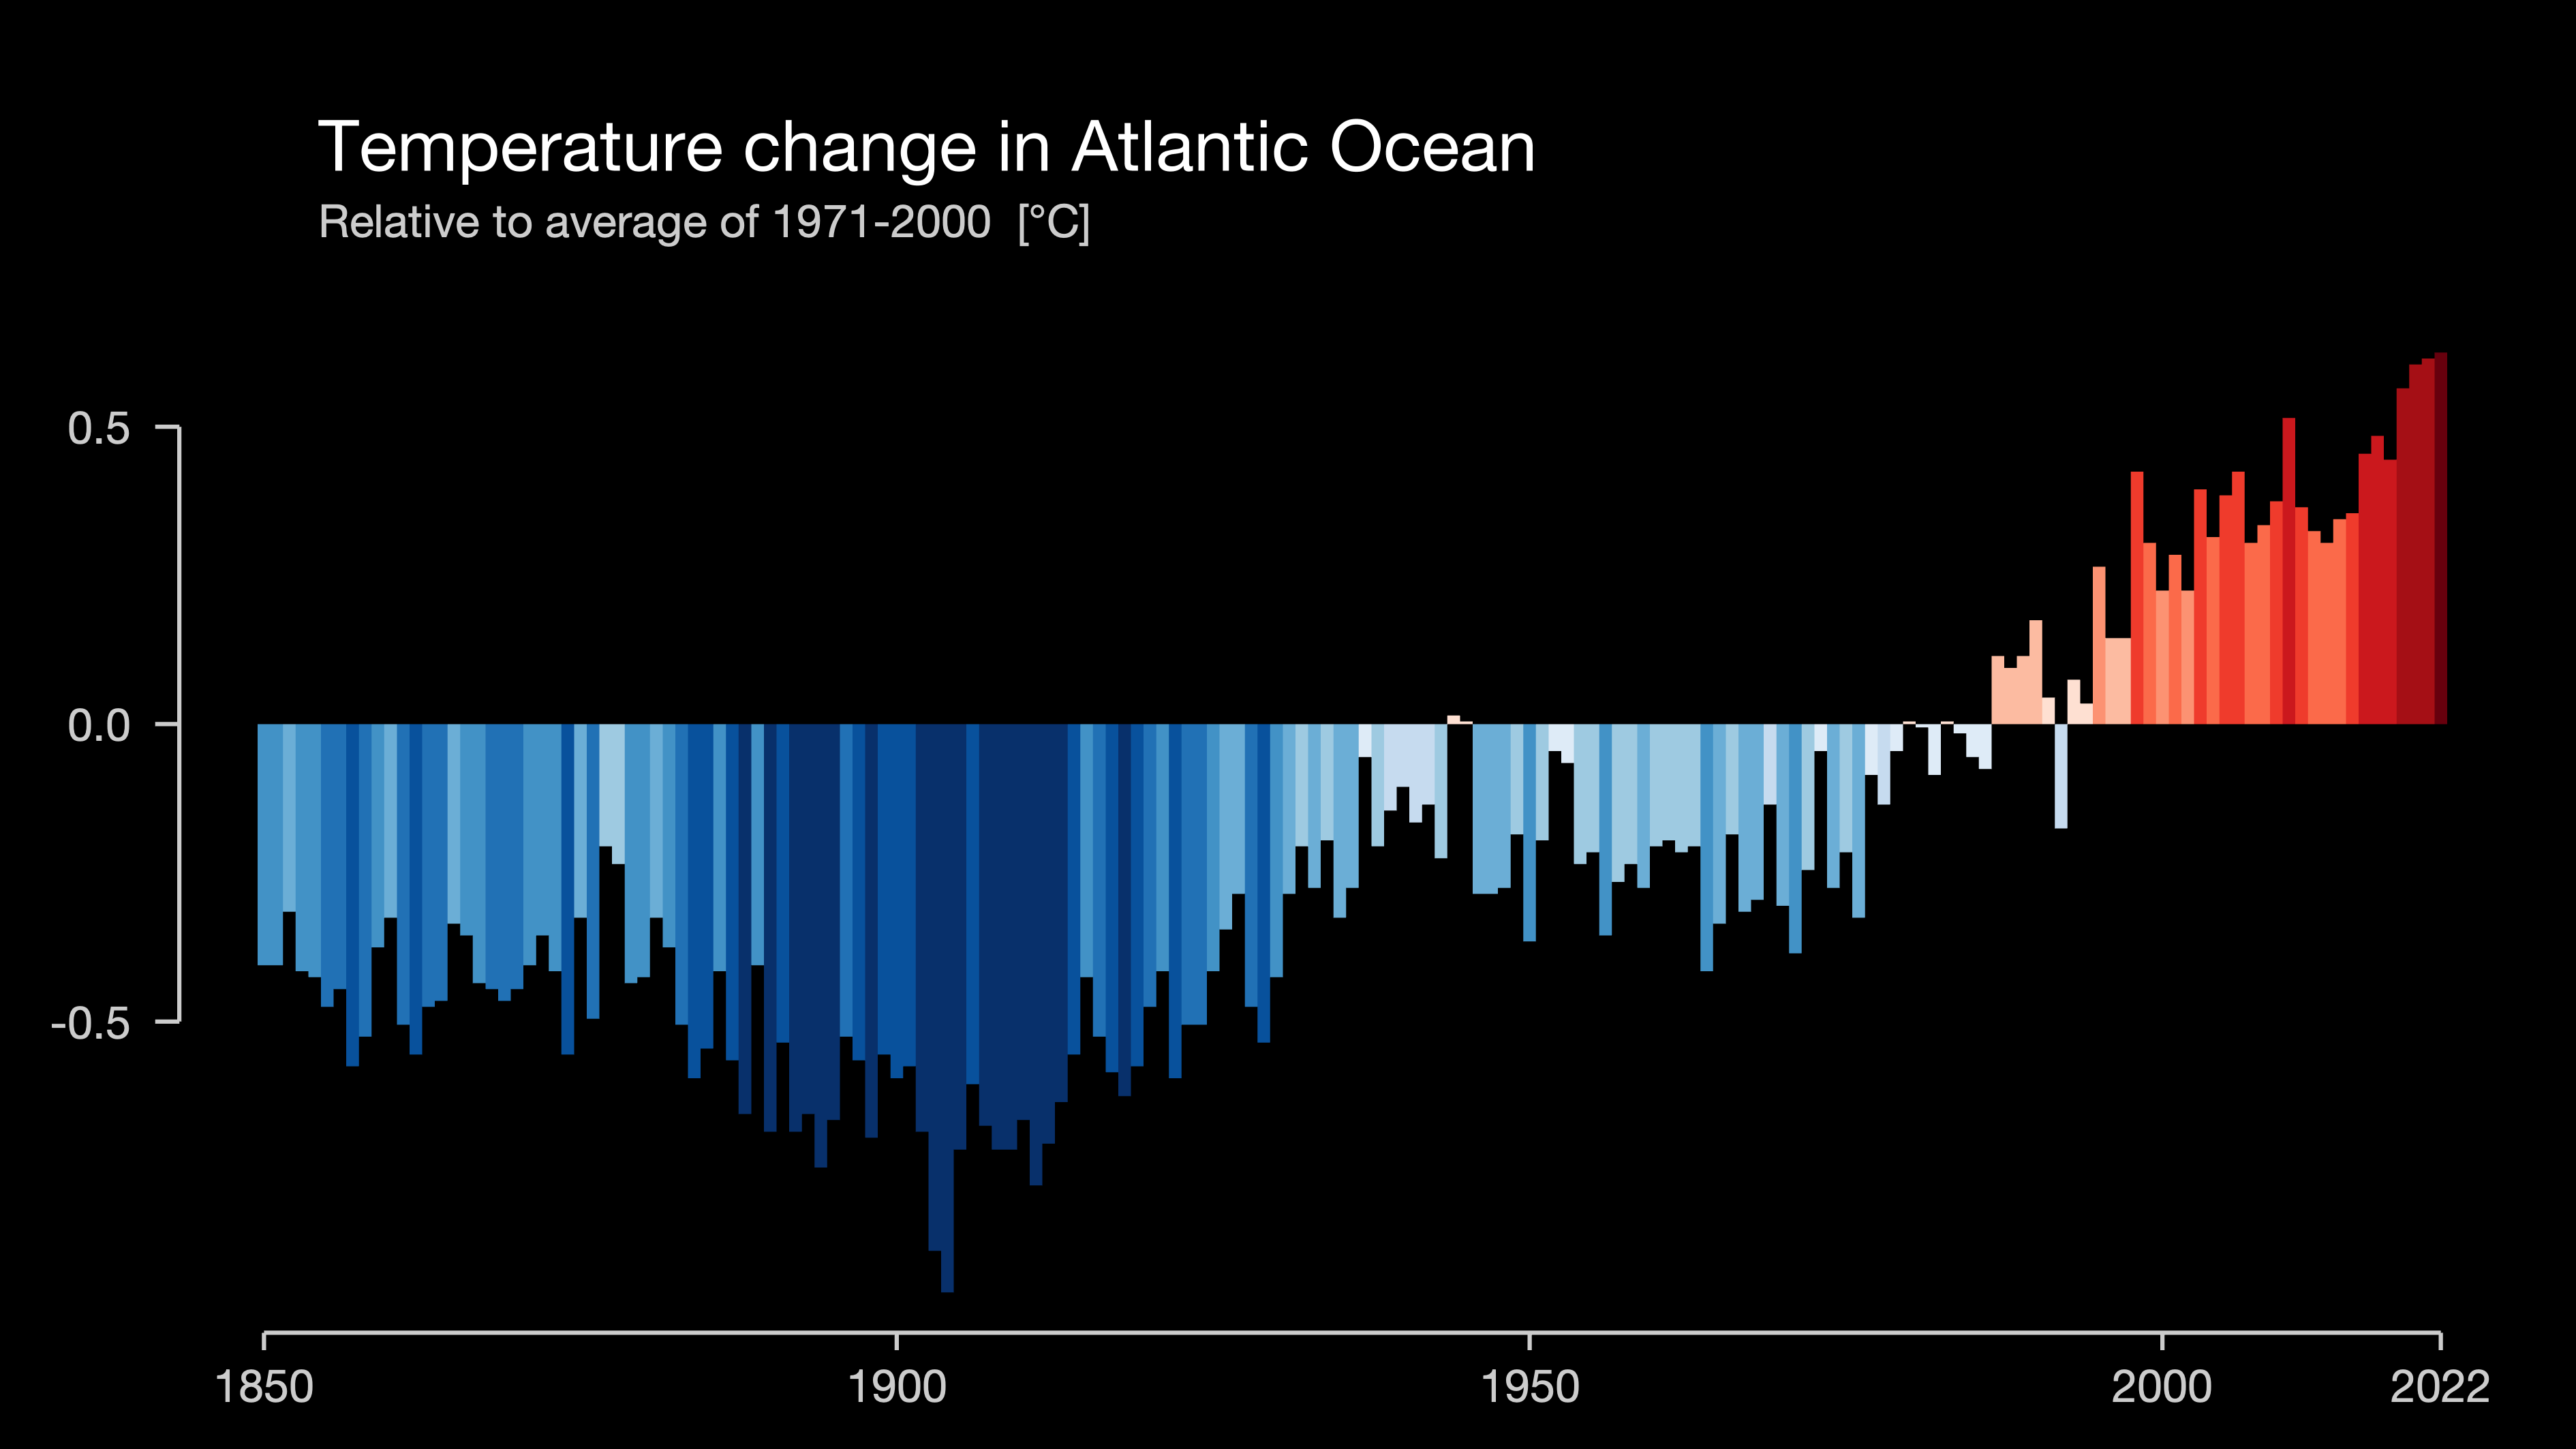 Temperature change in Atlantic Ocean
Relative to average of 1971-2000 [°C]
0.5
0.0
-0.5
1850 1900 1950 2000 2022